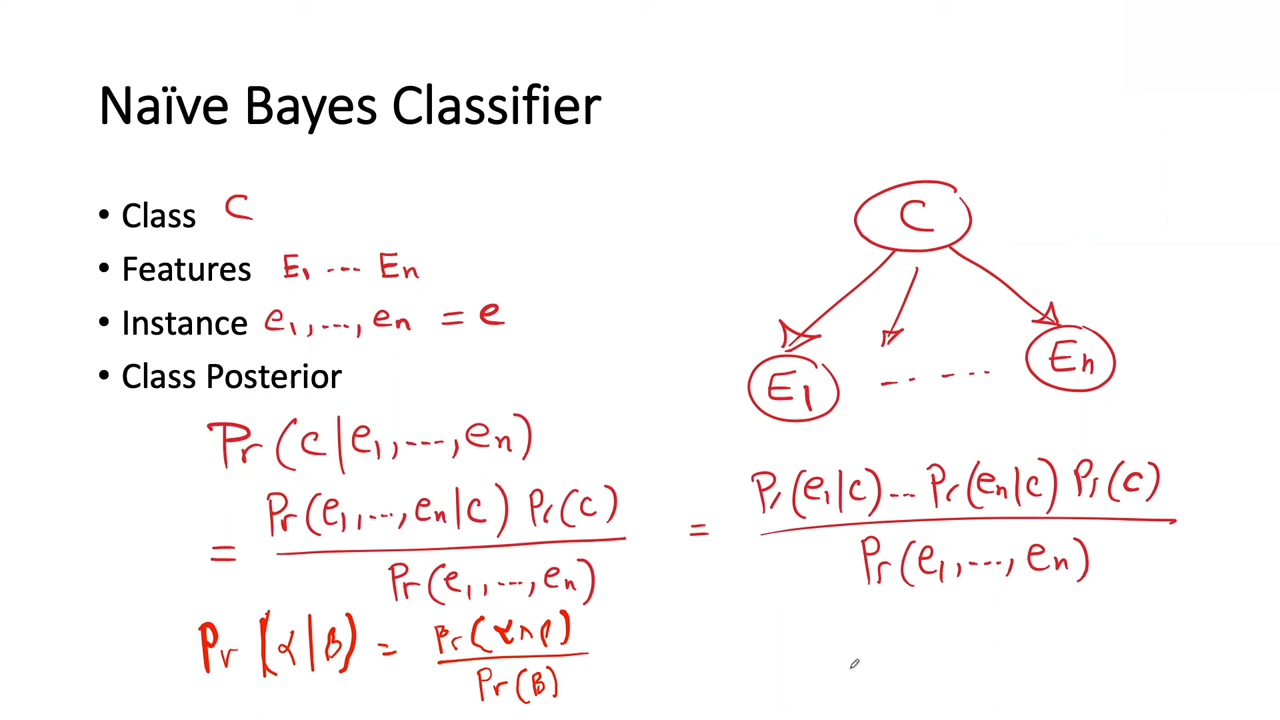 Naïve Bayes Classifier
• Class C
• Features E₁ ... Eₙ
• Instance e₁, ..., eₙ = e
• Class Posterior
Pr(c|e₁, ..., eₙ)
= Pr(e₁, ..., eₙ|c) Pr(c) / Pr(e₁, ..., eₙ)
Pr(α|β) = Pr(α∧β) / Pr(β)
C
E₁ ... Eₙ
= Pr(e₁|c) ... Pr(eₙ|c) Pr(c) / Pr(e₁, ..., eₙ)